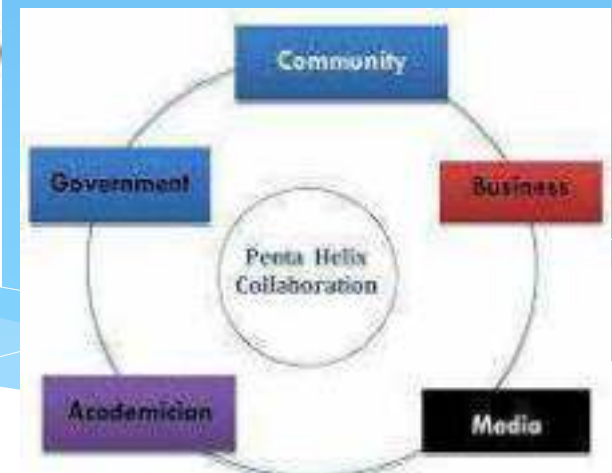 Community
Government
Business
Penta Helix
Collaboration
Academician
Media